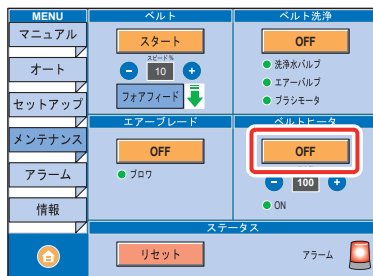 MENU
マニュアル
オート
セットアップ
メンテナンス
アラーム
情報
ベルト
スタート
スピード%
10
フォアフィード
ベルト洗浄
OFF
洗浄水バルブ
エアーバルブ
ブラシモータ
エアーブレード
OFF
ブロワ
ベルトヒータ
OFF
100
ON
ステータス
リセット
アラーム